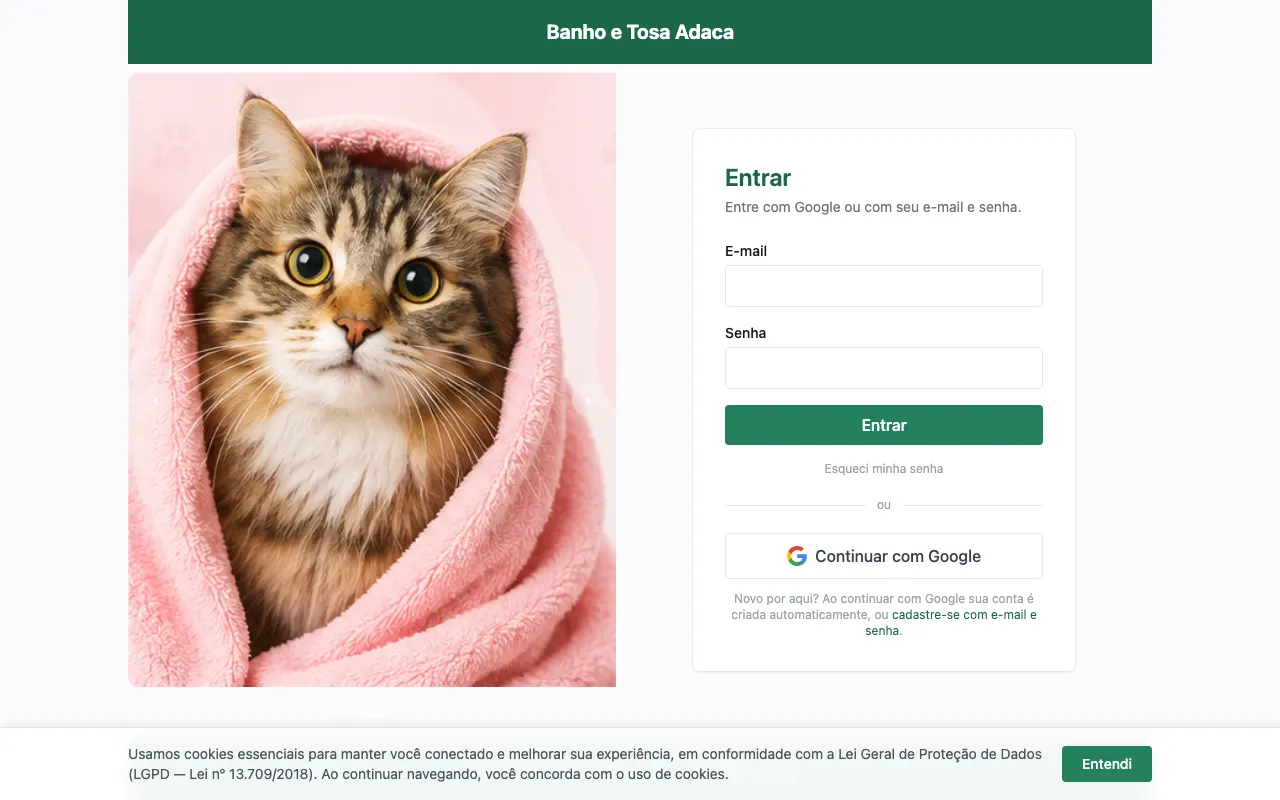 Banho e Tosa Adaca
Entrar
Entre com Google ou com seu e-mail e senha.
E-mail
Senha
Entrar
Esqueci minha senha
ou
Continuar com Google
Novo por aqui? Ao continuar com Google sua conta é
criada automaticamente, ou cadastre-se com e-mail e
senha.
Usamos cookies essenciais para manter você conectado e melhorar sua experiência, em conformidade com a Lei Geral de Proteção de Dados
(LGPD — Lei nº 13.709/2018). Ao continuar navegando, você concorda com o uso de cookies.
Entendi